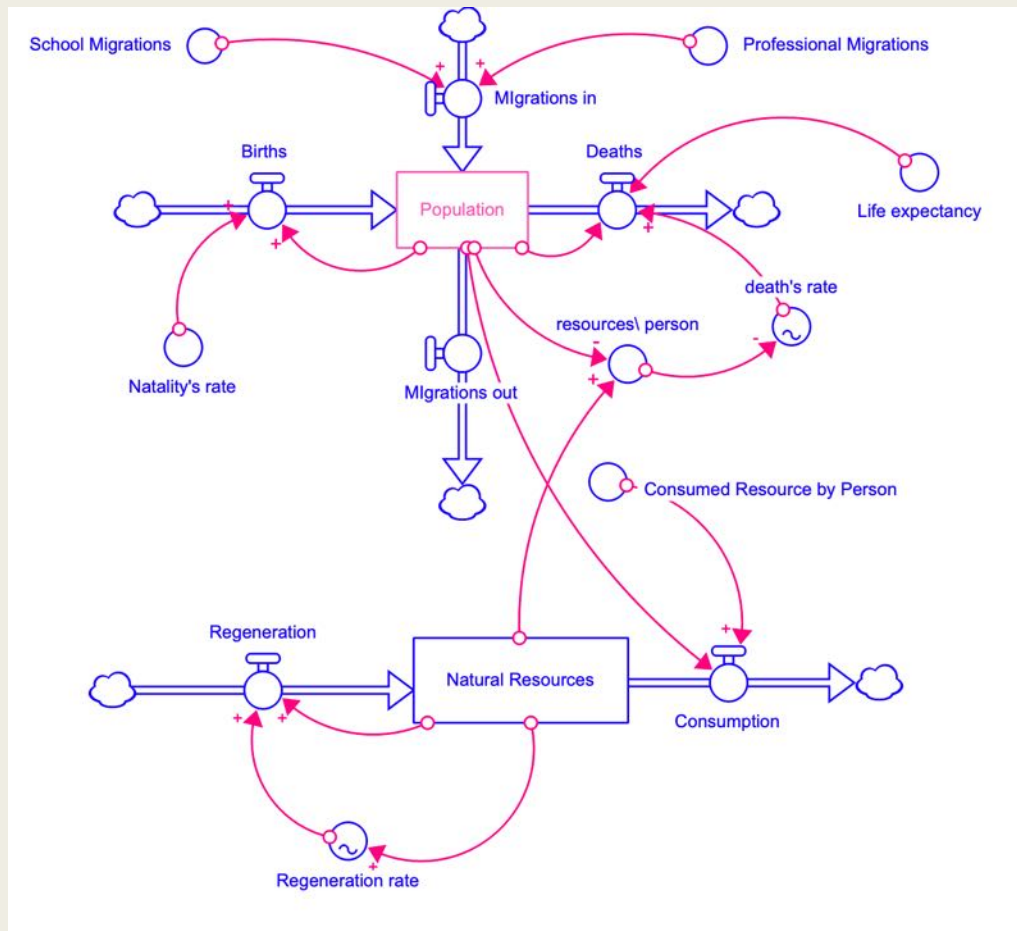 School Migrations
Professional Migrations
+
+
MIgrations in
Births
Deaths
Population
Life expectancy
+
+
+
death's rate
resources\ person
-
-
+
Natality's rate
MIgrations out
Consumed Resource by Person
Regeneration
+
Natural Resources
Consumption
+
+
+
Regeneration rate